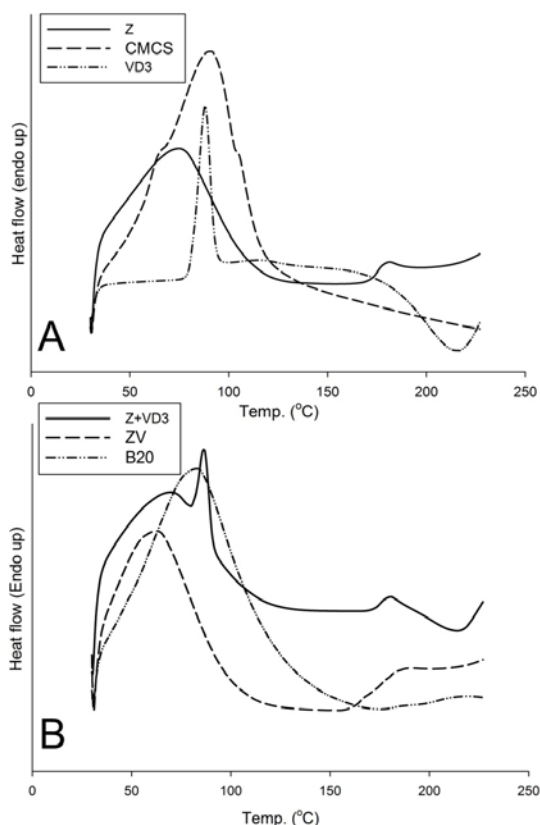 Z
CMCS
VD3
Heat flow (endo up)
A
0 50 100 150 200 250
Temp. (°C)
Z+VD3
ZV
B20
Heat flow (Endo up)
B
0 50 100 150 200 250
Temp. (°C)